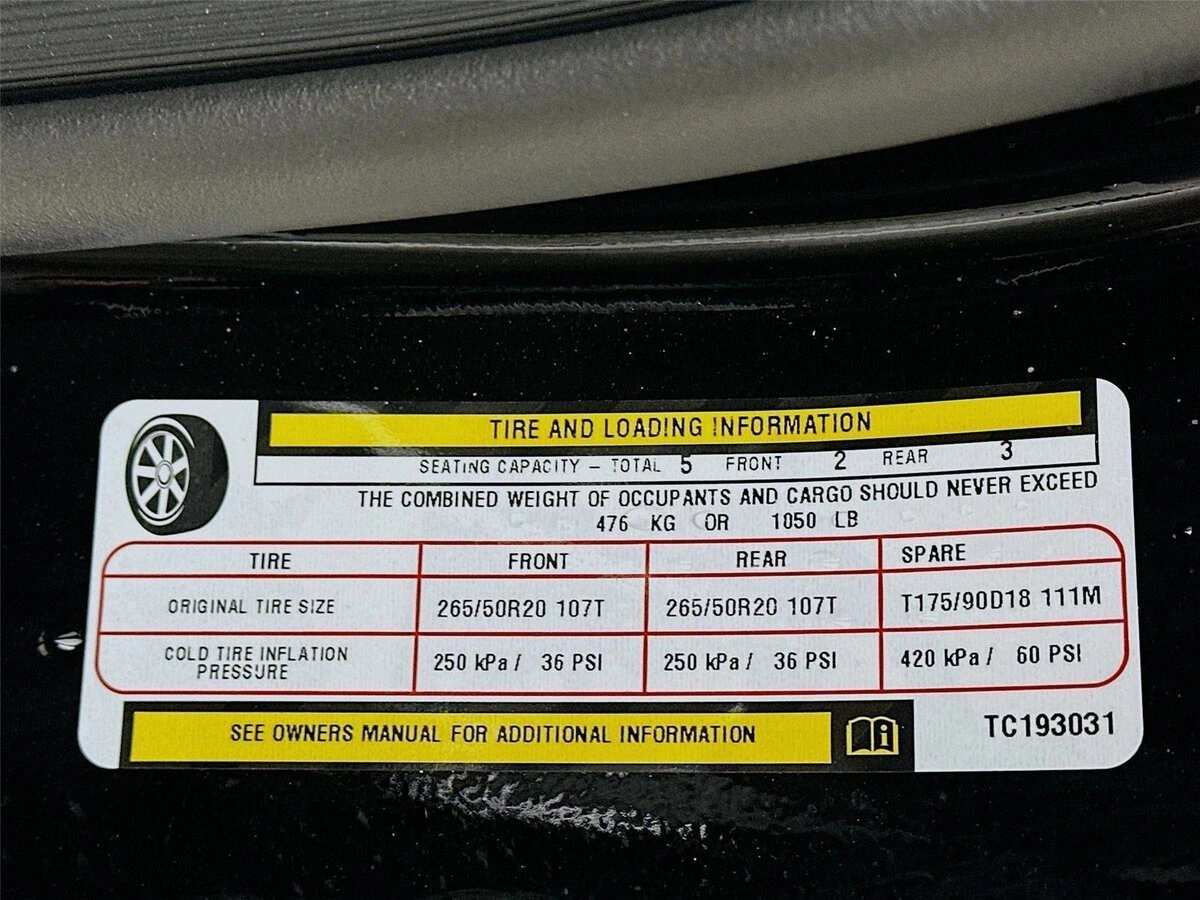 TIRE AND LOADING INFORMATION
SEATING CAPACITY – TOTAL 5 FRONT 2 REAR 3
THE COMBINED WEIGHT OF OCCUPANTS AND CARGO SHOULD NEVER EXCEED
476 KG OR 1050 LB
TIRE FRONT REAR SPARE
ORIGINAL TIRE SIZE 265/50R20 107T 265/50R20 107T T175/90D18 111M
COLD TIRE INFLATION PRESSURE 250 kPa / 36 PSI 250 kPa / 36 PSI 420 kPa / 60 PSI
SEE OWNERS MANUAL FOR ADDITIONAL INFORMATION
TC193031